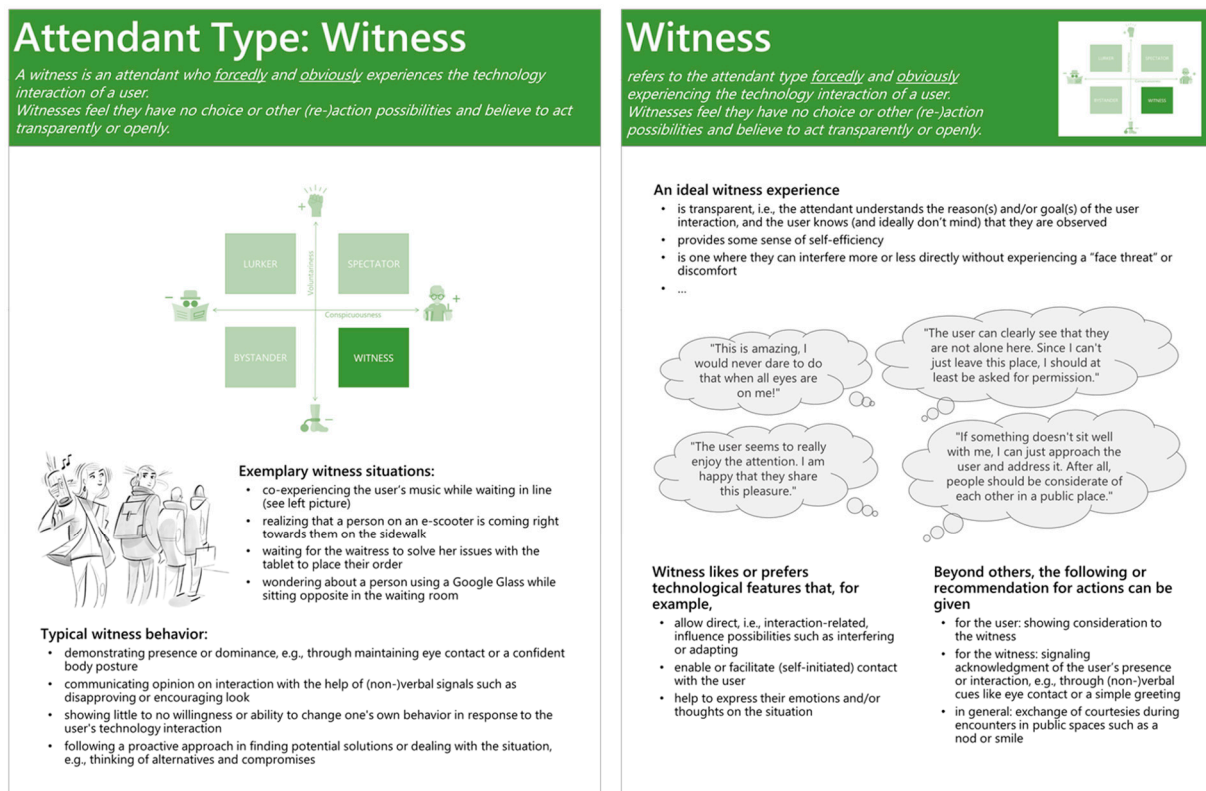 Attendant Type: Witness
A witness is an attendant who forcedly and obviously experiences the technology
interaction of a user.
Witnesses feel they have no choice or other (re-)action possibilities and believe to act
transparently or openly.
+
LURKER
SPECTATOR
Voluntariness
−
+
Conspicuousness
BYSTANDER
WITNESS
−
Exemplary witness situations:
• co-experiencing the user's music while waiting in line
(see left picture)
• realizing that a person on an e-scooter is coming right
towards them on the sidewalk
• waiting for the waitress to solve her issues with the
tablet to place their order
• wondering about a person using a Google Glass while
sitting opposite in the waiting room
Typical witness behavior:
• demonstrating presence or dominance, e.g., through maintaining eye contact or a confident
body posture
• communicating opinion on interaction with the help of (non-)verbal signals such as
disapproving or encouraging look
• showing little to no willingness or ability to change one's own behavior in response to the
user's technology interaction
• following a proactive approach in finding potential solutions or dealing with the situation,
e.g., thinking of alternatives and compromises
Witness
refers to the attendant type forcedly and obviously
experiencing the technology interaction of a user.
Witnesses feel they have no choice or other (re-)action
possibilities and believe to act transparently or openly.
LURKER
SPECTATOR
BYSTANDER
WITNESS
An ideal witness experience
• is transparent, i.e., the attendant understands the reason(s) and/or goal(s) of the user
interaction, and the user knows (and ideally don't mind) that they are observed
• provides some sense of self-efficiency
• is one where they can interfere more or less directly without experiencing a "face threat" or
discomfort
• ...
"This is amazing, I
would never dare to do
that when all eyes are
on me!"
"The user can clearly see that they
are not alone here. Since I can't
just leave this place, I should at
least be asked for permission."
"The user seems to really
enjoy the attention. I am
happy that they share
this pleasure."
"If something doesn't sit well
with me, I can just approach the
user and address it. After all,
people should be considerate of
each other in a public place."
Witness likes or prefers
technological features that, for
example,
• allow direct, i.e., interaction-related,
influence possibilities such as interfering
or adapting
• enable or facilitate (self-initiated) contact
with the user
• help to express their emotions and/or
thoughts on the situation
Beyond others, the following or
recommendation for actions can be
given
• for the user: showing consideration to
the witness
• for the witness: signaling
acknowledgment of the user's presence
or interaction, e.g., through (non-)verbal
cues like eye contact or a simple greeting
• in general: exchange of courtesies during
encounters in public spaces such as a
nod or smile